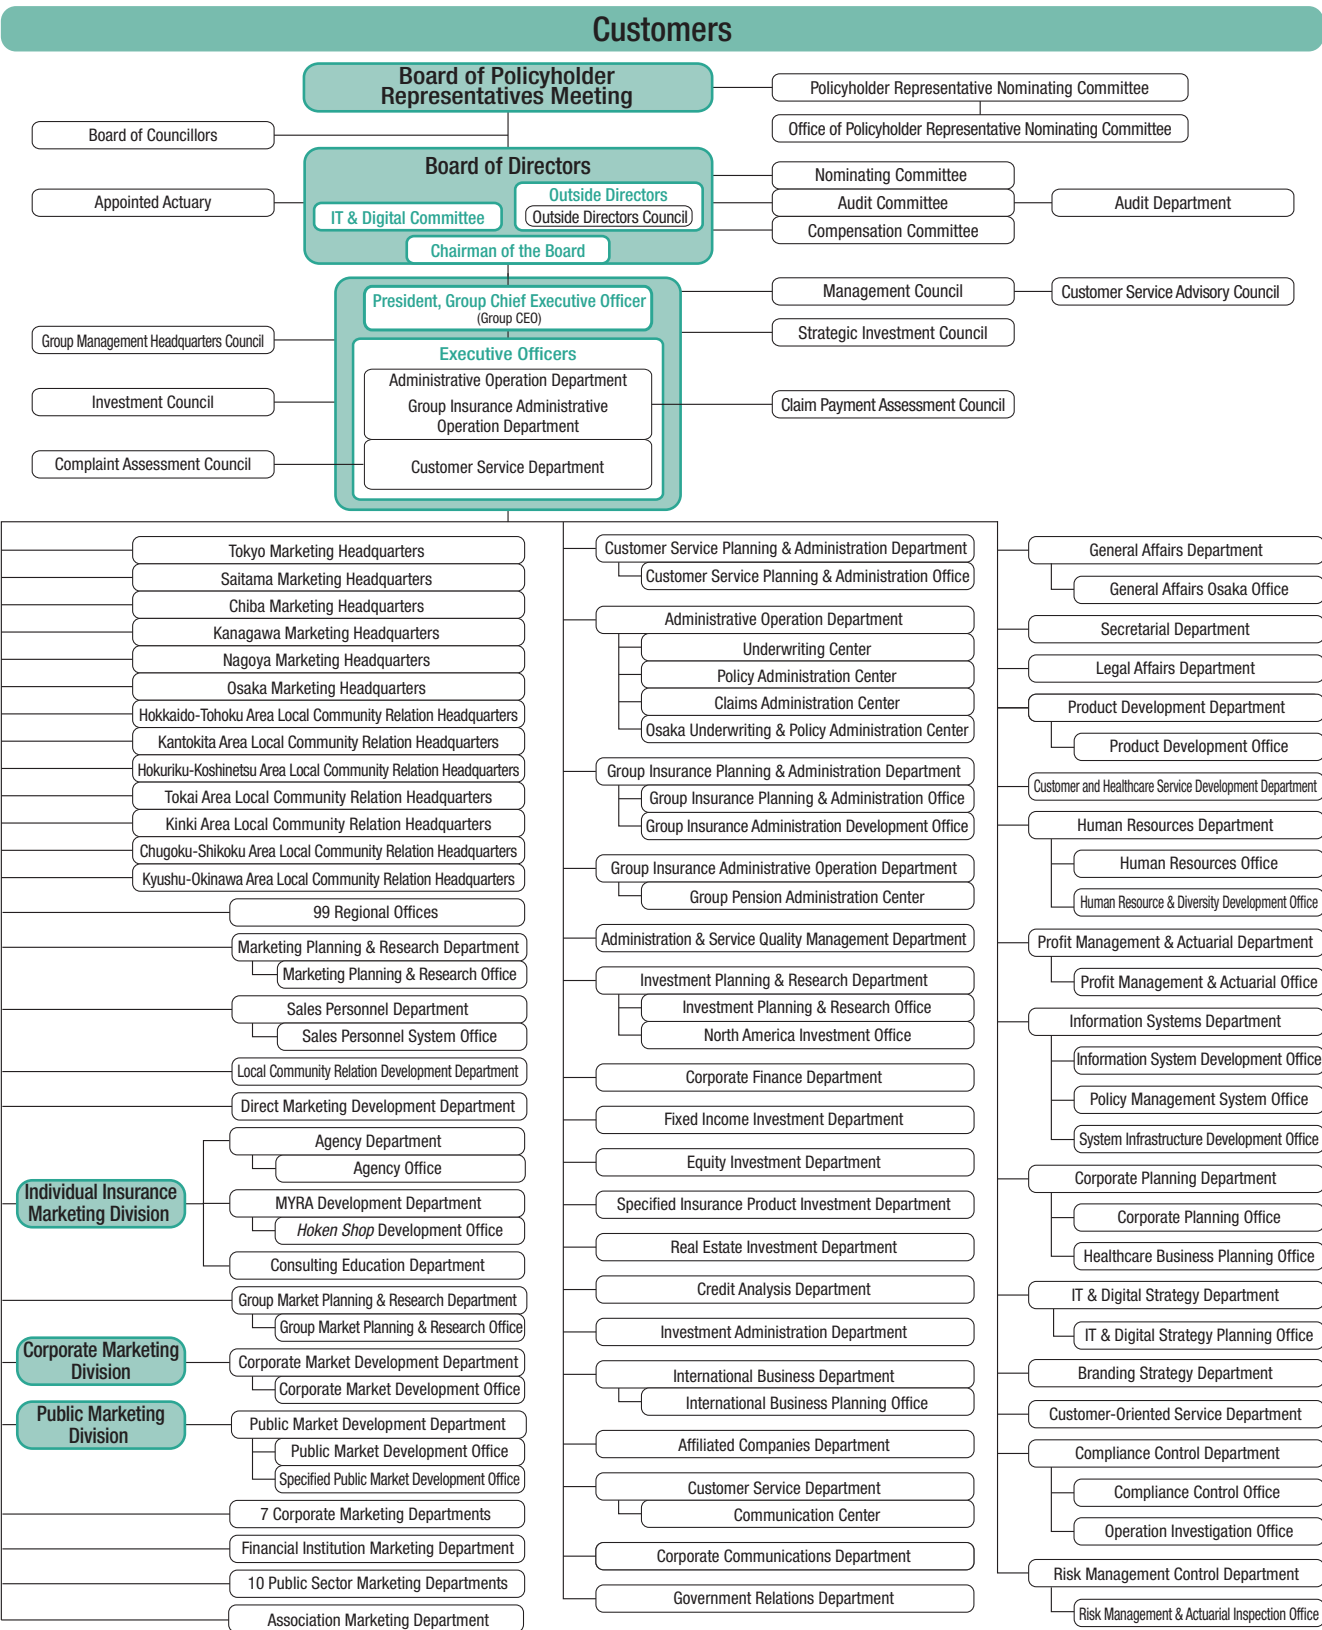 Customers
Board of Policyholder
Representatives Meeting
Policyholder Representative Nominating Committee
Office of Policyholder Representative Nominating Committee
Board of Councillors
Board of Directors
Appointed Actuary
IT & Digital Committee
Outside Directors
Outside Directors Council
Chairman of the Board
Nominating Committee
Audit Committee
Audit Department
Compensation Committee
President, Group Chief Executive Officer
(Group CEO)
Management Council
Customer Service Advisory Council
Strategic Investment Council
Group Management Headquarters Council
Executive Officers
Administrative Operation Department
Group Insurance Administrative
Operation Department
Investment Council
Claim Payment Assessment Council
Complaint Assessment Council
Customer Service Department
Tokyo Marketing Headquarters
Saitama Marketing Headquarters
Chiba Marketing Headquarters
Kanagawa Marketing Headquarters
Nagoya Marketing Headquarters
Osaka Marketing Headquarters
Hokkaido-Tohoku Area Local Community Relation Headquarters
Kantokita Area Local Community Relation Headquarters
Hokuriku-Koshinetsu Area Local Community Relation Headquarters
Tokai Area Local Community Relation Headquarters
Kinki Area Local Community Relation Headquarters
Chugoku-Shikoku Area Local Community Relation Headquarters
Kyushu-Okinawa Area Local Community Relation Headquarters
99 Regional Offices
Marketing Planning & Research Department
Marketing Planning & Research Office
Sales Personnel Department
Sales Personnel System Office
Local Community Relation Development Department
Direct Marketing Development Department
Individual Insurance
Marketing Division
Agency Department
Agency Office
MYRA Development Department
Hoken Shop Development Office
Consulting Education Department
Group Market Planning & Research Department
Group Market Planning & Research Office
Corporate Marketing
Division
Corporate Market Development Department
Corporate Market Development Office
Public Marketing
Division
Public Market Development Department
Public Market Development Office
Specified Public Market Development Office
7 Corporate Marketing Departments
Financial Institution Marketing Department
10 Public Sector Marketing Departments
Association Marketing Department
Customer Service Planning & Administration Department
Customer Service Planning & Administration Office
Administrative Operation Department
Underwriting Center
Policy Administration Center
Claims Administration Center
Osaka Underwriting & Policy Administration Center
Group Insurance Planning & Administration Department
Group Insurance Planning & Administration Office
Group Insurance Administration Development Office
Group Insurance Administrative Operation Department
Group Pension Administration Center
Administration & Service Quality Management Department
Investment Planning & Research Department
Investment Planning & Research Office
North America Investment Office
Corporate Finance Department
Fixed Income Investment Department
Equity Investment Department
Specified Insurance Product Investment Department
Real Estate Investment Department
Credit Analysis Department
Investment Administration Department
International Business Department
International Business Planning Office
Affiliated Companies Department
Customer Service Department
Communication Center
Corporate Communications Department
Government Relations Department
General Affairs Department
General Affairs Osaka Office
Secretarial Department
Legal Affairs Department
Product Development Department
Product Development Office
Customer and Healthcare Service Development Department
Human Resources Department
Human Resources Office
Human Resource & Diversity Development Office
Profit Management & Actuarial Department
Profit Management & Actuarial Office
Information Systems Department
Information System Development Office
Policy Management System Office
System Infrastructure Development Office
Corporate Planning Department
Corporate Planning Office
Healthcare Business Planning Office
IT & Digital Strategy Department
IT & Digital Strategy Planning Office
Branding Strategy Department
Customer-Oriented Service Department
Compliance Control Department
Compliance Control Office
Operation Investigation Office
Risk Management Control Department
Risk Management & Actuarial Inspection Office